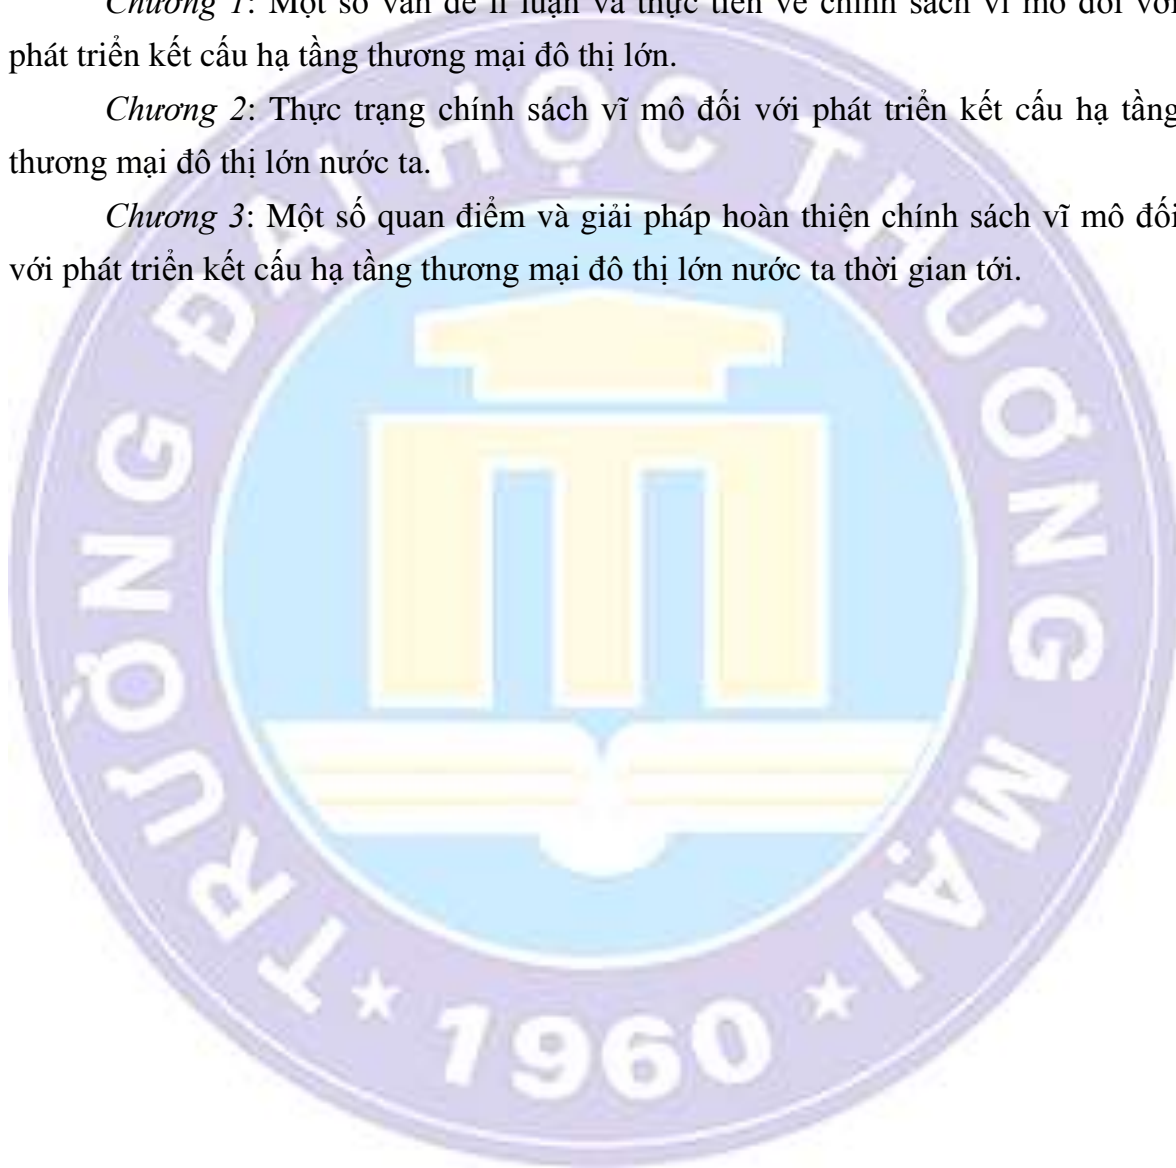 Chương 1: Một số vấn đề lí luận và thực tiễn về chính sách vĩ mô đối với
phát triển kết cấu hạ tầng thương mại đô thị lớn.
Chương 2: Thực trạng chính sách vĩ mô đối với phát triển kết cấu hạ tầng
thương mại đô thị lớn nước ta.
Chương 3: Một số quan điểm và giải pháp hoàn thiện chính sách vĩ mô đối
với phát triển kết cấu hạ tầng thương mại đô thị lớn nước ta thời gian tới.
TRƯỜNG ĐẠI HỌC THƯƠNG MẠI
1960